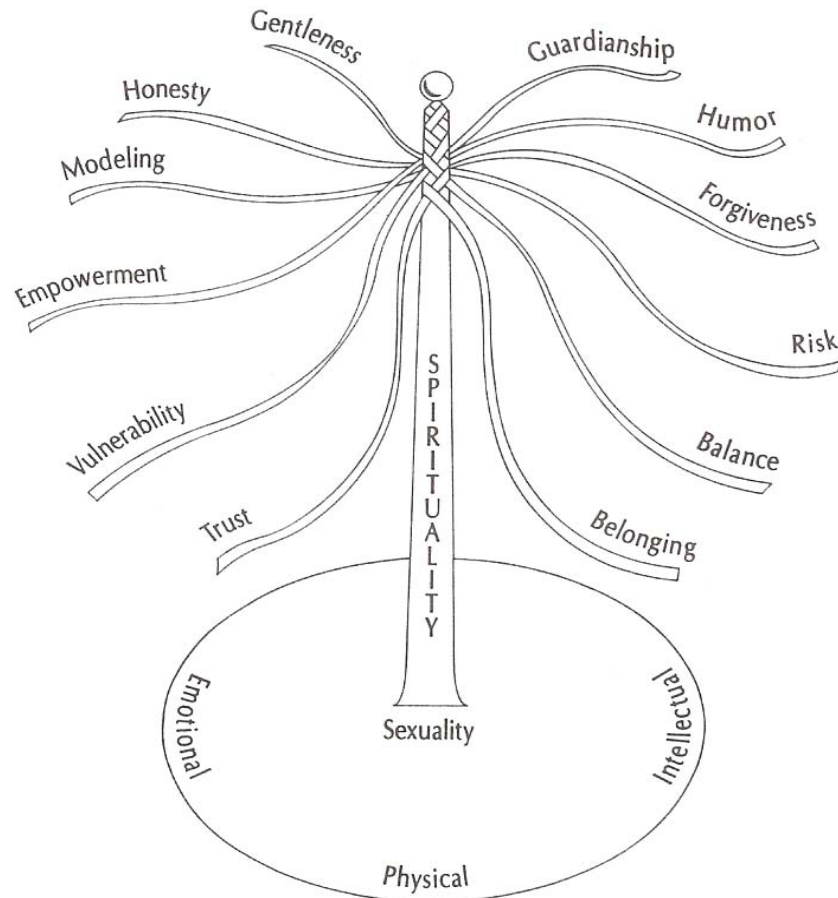 Gentleness
Guardianship
Honesty
Humor
Modeling
Forgiveness
Empowerment
Risk
Vulnerability
Balance
Trust
Belonging
SPIRITUALITY
Emotional
Intellectual
Sexuality
Physical